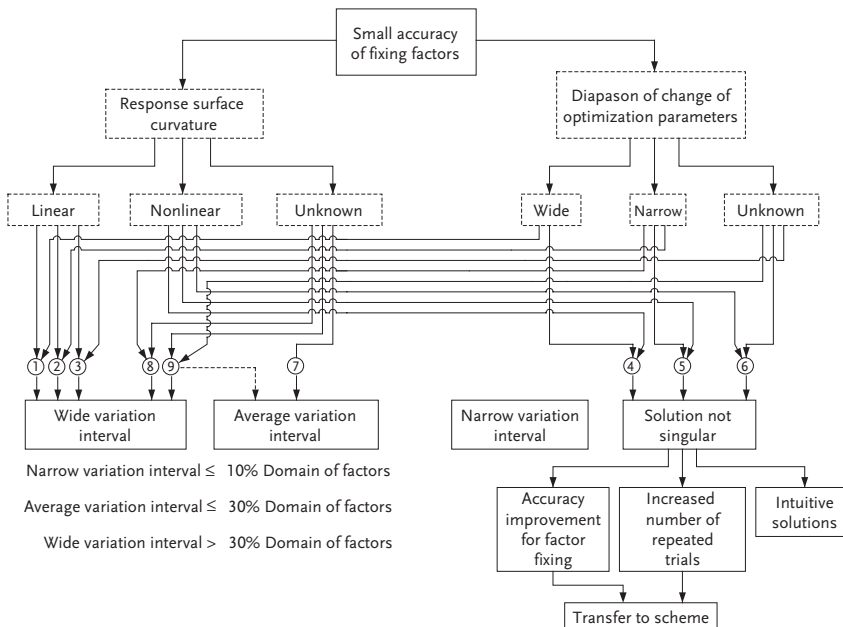 Small accuracy
of fixing factors
Response surface
curvature
Diapason of change of
optimization parameters
Linear
Nonlinear
Unknown
Wide
Narrow
Unknown
1
2
3
8
9
7
4
5
6
Wide variation
interval
Average variation
interval
Narrow variation
interval
Solution not
singular
Narrow variation interval ≤ 10% Domain of factors
Average variation interval ≤ 30% Domain of factors
Wide variation interval > 30% Domain of factors
Accuracy
improvement
for factor
fixing
Increased
number of
repeated
trials
Intuitive
solutions
Transfer to scheme